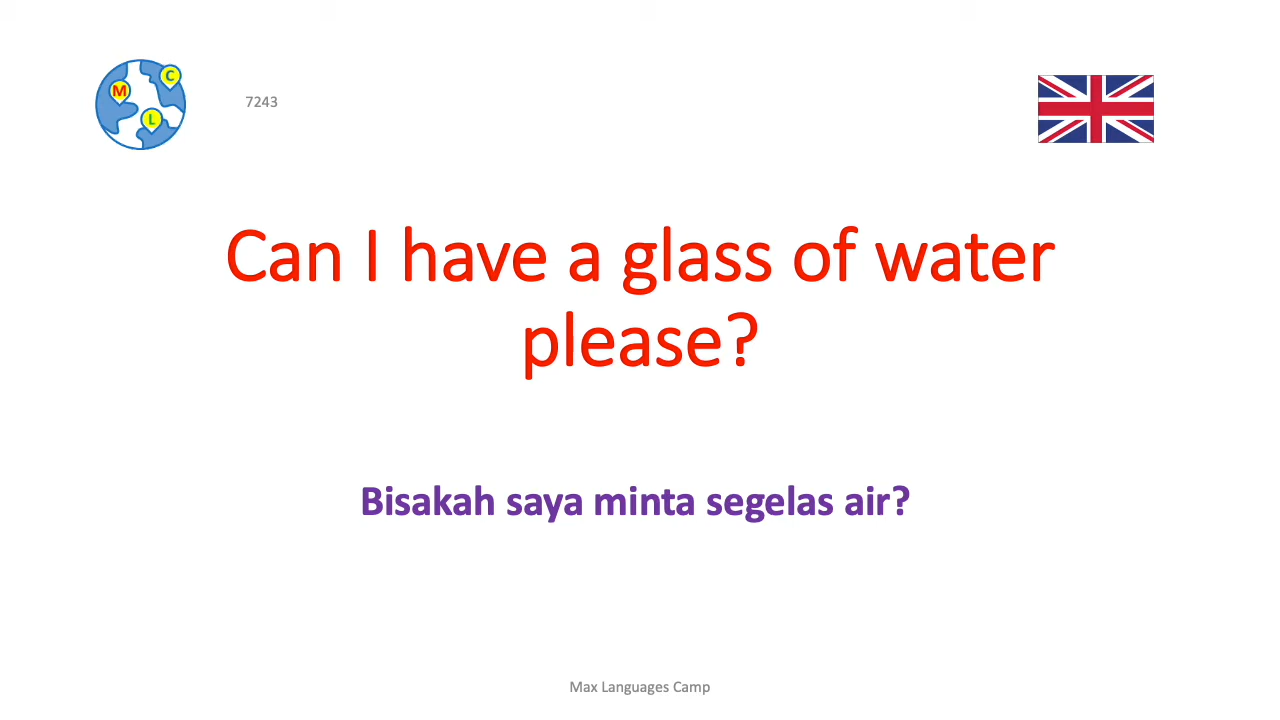 C
M
L
7243
Can I have a glass of water
please?
Bisakah saya minta segelas air?
Max Languages Camp